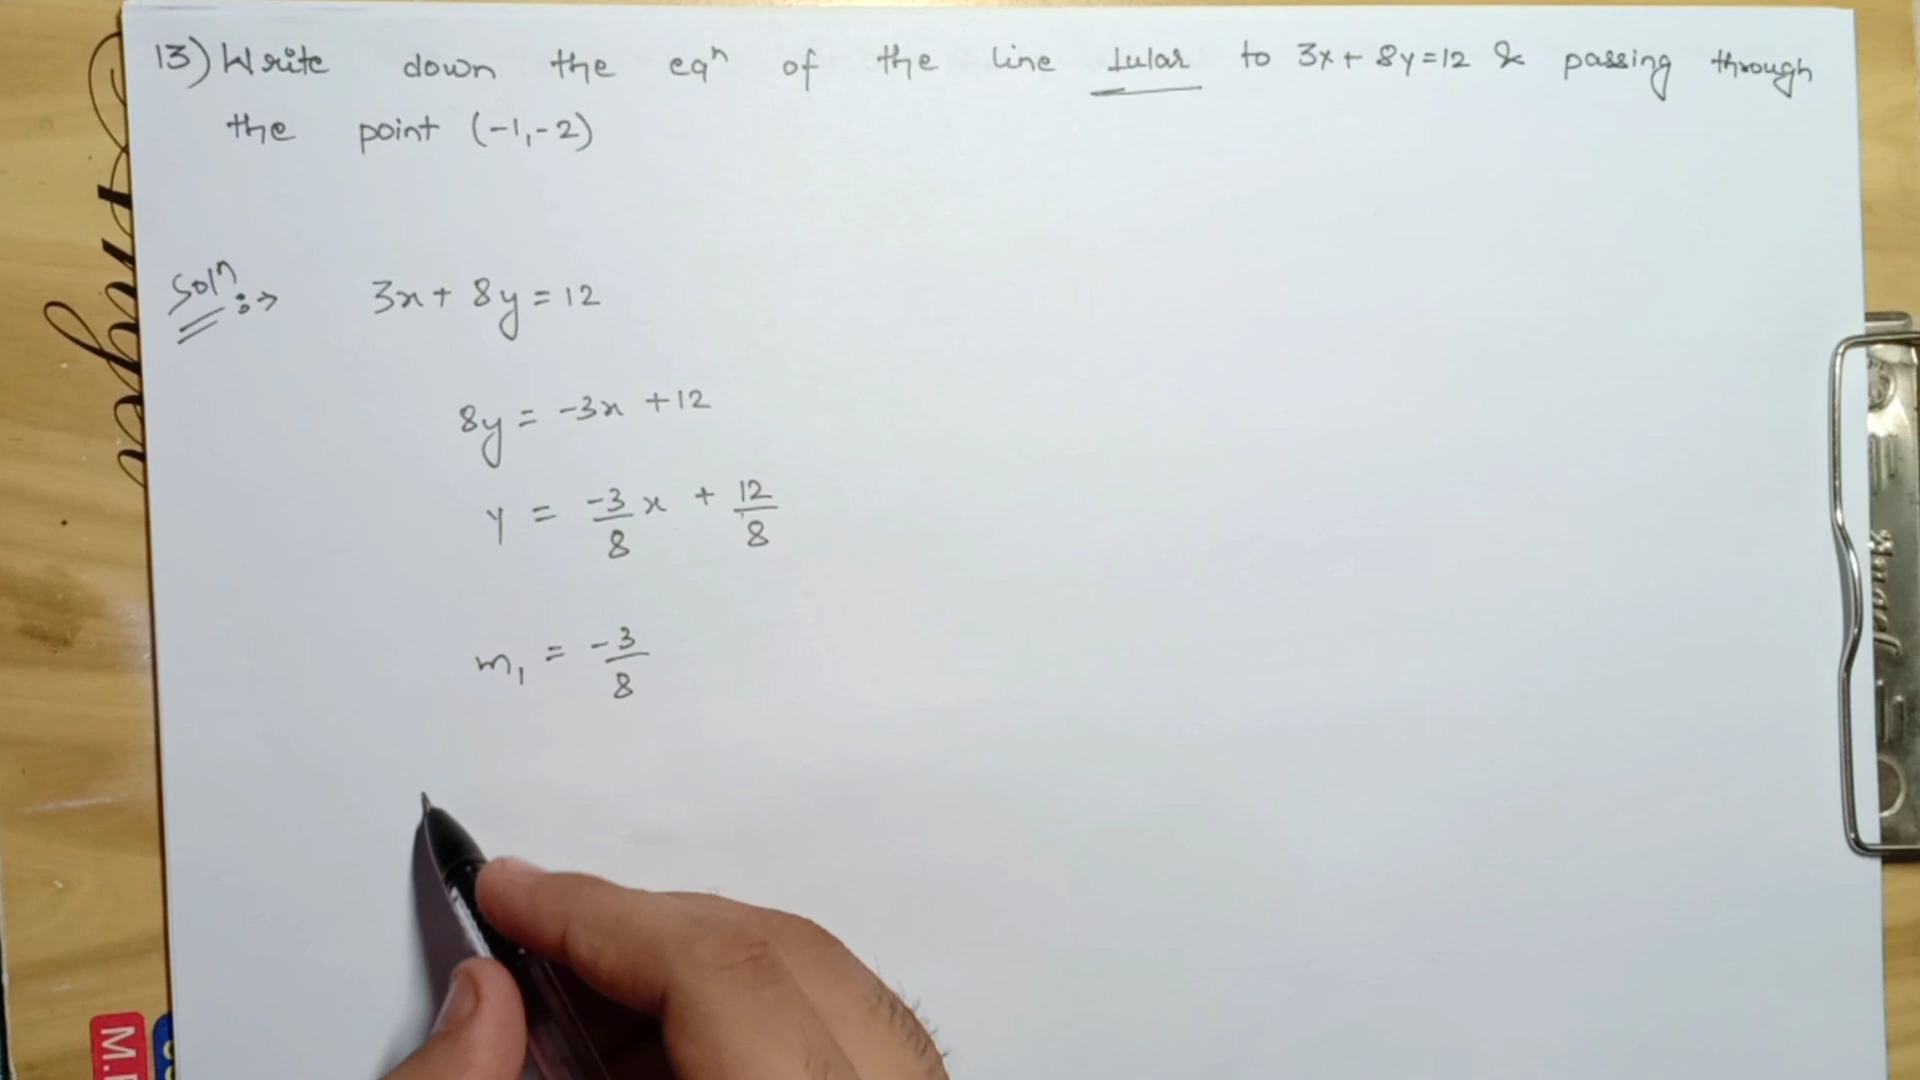 13) Write down the eqⁿ of the line ⊥ular to 3x + 8y = 12 & passing through
the point (-1,-2)
Solⁿ :→ 3x + 8y = 12
8y = -3x + 12
y = -3/8 x + 12/8
m₁ = -3/8